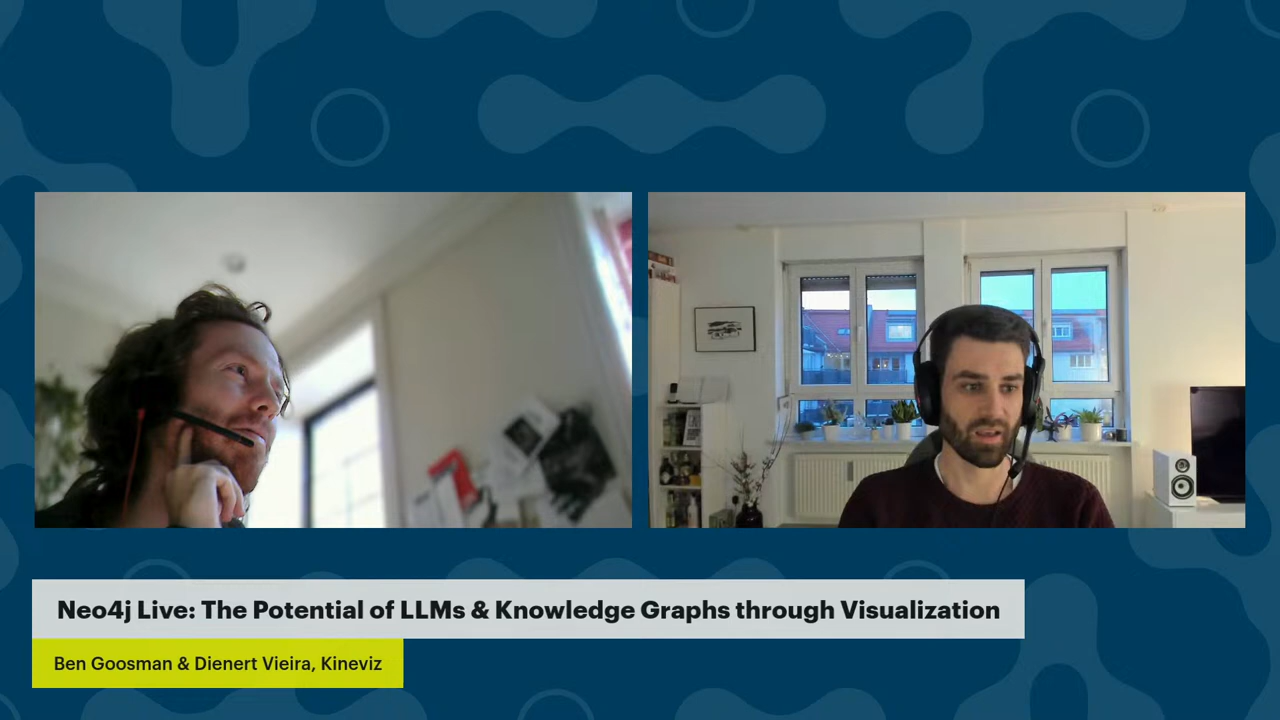 Neo4j Live: The Potential of LLMs & Knowledge Graphs through Visualization
Ben Goosman & Dienert Vieira, Kineviz